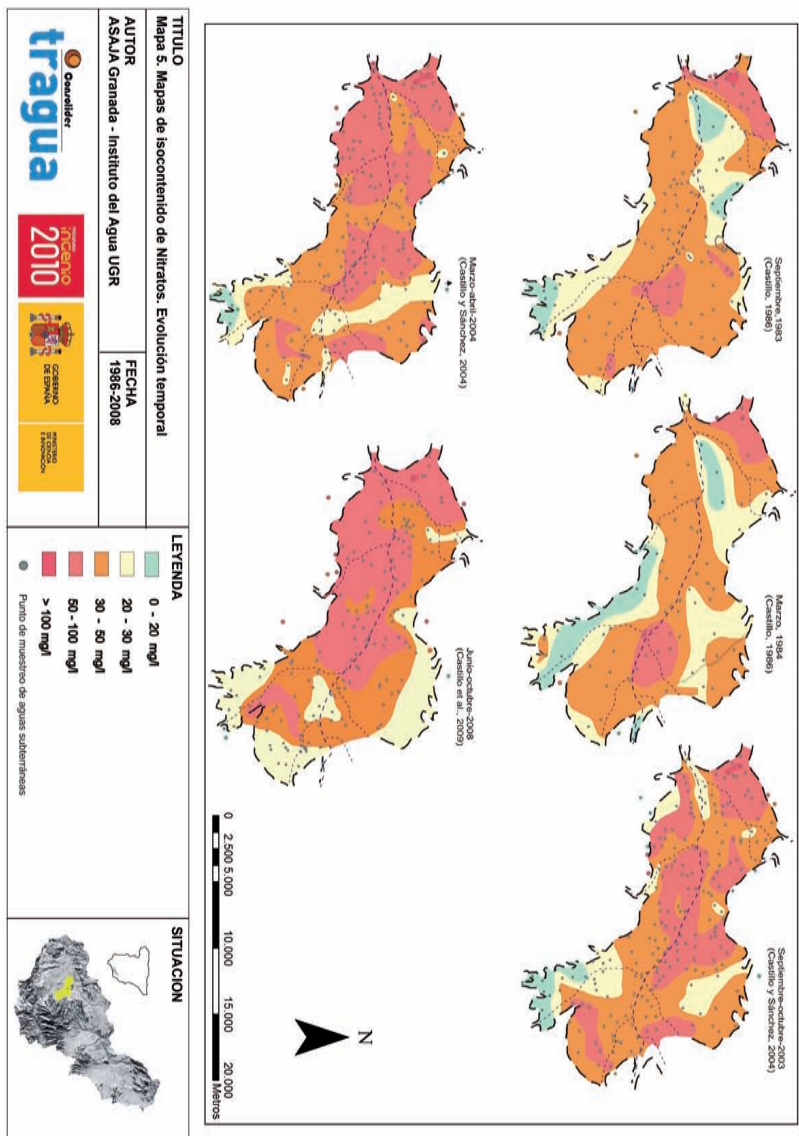 Septiembre,1983
(Castillo, 1986)
Marzo, 1984
(Castillo, 1986)
Septiembre-octubre-2003
(Castillo y Sánchez, 2004)
Marzo-abril-2004
(Castillo y Sánchez, 2004)
Junio-octubre-2008
(Castillo et al., 2009)
N
0 2.500 5.000 10.000 15.000 20.000
Metros
TITULO
Mapa 5. Mapas de isocontenido de Nitratos. Evolución temporal
AUTOR
ASAJA Granada - Instituto del Agua UGR
FECHA
1986-2008
Consolider
tragua
ingenio
2010
GOBIERNO
DE ESPAÑA
MINISTERIO
DE CIENCIA
E INNOVACIÓN
LEYENDA
0 - 20 mg/l
20 - 30 mg/l
30 - 50 mg/l
50 - 100 mg/l
> 100 mg/l
Punto de muestreo de aguas subterráneas
SITUACION